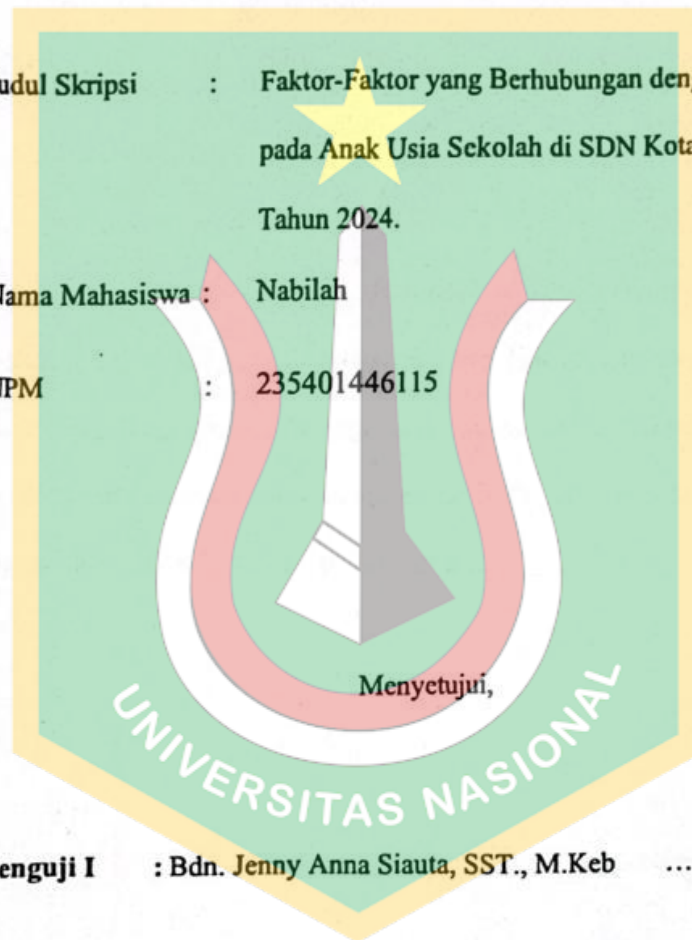 udul Skripsi : Faktor-Faktor yang Berhubungan den
pada Anak Usia Sekolah di SDN Kota
Tahun 2024.
Nama Mahasiswa : Nabilah
NPM : 235401446115
Menyetujui,
UNIVERSITAS NASIONAL
enguji I : Bdn. Jenny Anna Siauta, SST., M.Keb ...